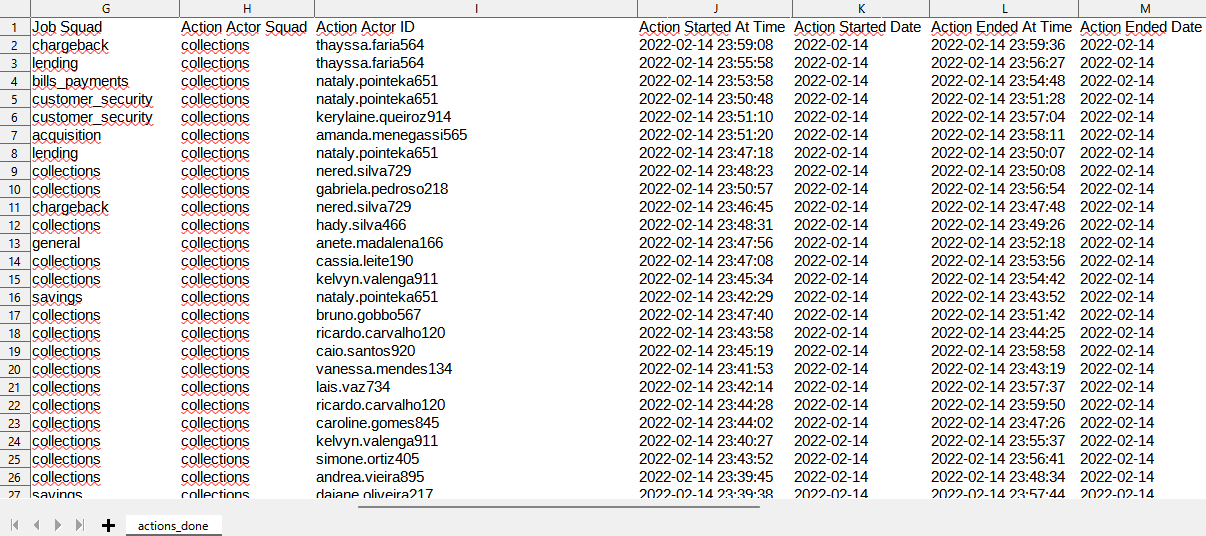 G H I J K L M
1 Job Squad Action Actor Squad Action Actor ID Action Started At Time Action Started Date Action Ended At Time Action Ended Date
2 chargeback collections thayssa.faria564 2022-02-14 23:59:08 2022-02-14 2022-02-14 23:59:36 2022-02-14
3 lending collections thayssa.faria564 2022-02-14 23:55:58 2022-02-14 2022-02-14 23:56:27 2022-02-14
4 bills_payments collections nataly.pointeka651 2022-02-14 23:53:58 2022-02-14 2022-02-14 23:54:48 2022-02-14
5 customer_security collections nataly.pointeka651 2022-02-14 23:50:48 2022-02-14 2022-02-14 23:51:28 2022-02-14
6 customer_security collections kerylaine.queiroz914 2022-02-14 23:51:10 2022-02-14 2022-02-14 23:57:04 2022-02-14
7 acquisition collections amanda.menegassi565 2022-02-14 23:51:20 2022-02-14 2022-02-14 23:58:11 2022-02-14
8 lending collections nataly.pointeka651 2022-02-14 23:47:18 2022-02-14 2022-02-14 23:50:07 2022-02-14
9 collections collections nered.silva729 2022-02-14 23:48:23 2022-02-14 2022-02-14 23:50:08 2022-02-14
10 collections collections gabriela.pedroso218 2022-02-14 23:50:57 2022-02-14 2022-02-14 23:56:54 2022-02-14
11 chargeback collections nered.silva729 2022-02-14 23:46:45 2022-02-14 2022-02-14 23:47:48 2022-02-14
12 collections collections hady.silva466 2022-02-14 23:48:31 2022-02-14 2022-02-14 23:49:26 2022-02-14
13 general collections anete.madalena166 2022-02-14 23:47:56 2022-02-14 2022-02-14 23:52:18 2022-02-14
14 collections collections cassia.leite190 2022-02-14 23:47:08 2022-02-14 2022-02-14 23:53:56 2022-02-14
15 collections collections kelvyn.valenga911 2022-02-14 23:45:34 2022-02-14 2022-02-14 23:54:42 2022-02-14
16 savings collections nataly.pointeka651 2022-02-14 23:42:29 2022-02-14 2022-02-14 23:43:52 2022-02-14
17 collections collections bruno.gobbo567 2022-02-14 23:47:40 2022-02-14 2022-02-14 23:51:42 2022-02-14
18 collections collections ricardo.carvalho120 2022-02-14 23:43:58 2022-02-14 2022-02-14 23:44:25 2022-02-14
19 collections collections caio.santos920 2022-02-14 23:45:19 2022-02-14 2022-02-14 23:58:58 2022-02-14
20 collections collections vanessa.mendes134 2022-02-14 23:41:53 2022-02-14 2022-02-14 23:43:19 2022-02-14
21 collections collections lais.vaz734 2022-02-14 23:42:14 2022-02-14 2022-02-14 23:57:37 2022-02-14
22 collections collections ricardo.carvalho120 2022-02-14 23:44:28 2022-02-14 2022-02-14 23:59:50 2022-02-14
23 collections collections caroline.gomes845 2022-02-14 23:44:02 2022-02-14 2022-02-14 23:47:26 2022-02-14
24 collections collections kelvyn.valenga911 2022-02-14 23:40:27 2022-02-14 2022-02-14 23:55:37 2022-02-14
25 collections collections simone.ortiz405 2022-02-14 23:43:52 2022-02-14 2022-02-14 23:56:41 2022-02-14
26 collections collections andrea.vieira895 2022-02-14 23:39:45 2022-02-14 2022-02-14 23:48:34 2022-02-14
27 savings collections daiane.oliveira217 2022-02-14 23:39:38 2022-02-14 2022-02-14 23:57:44 2022-02-14
actions_done